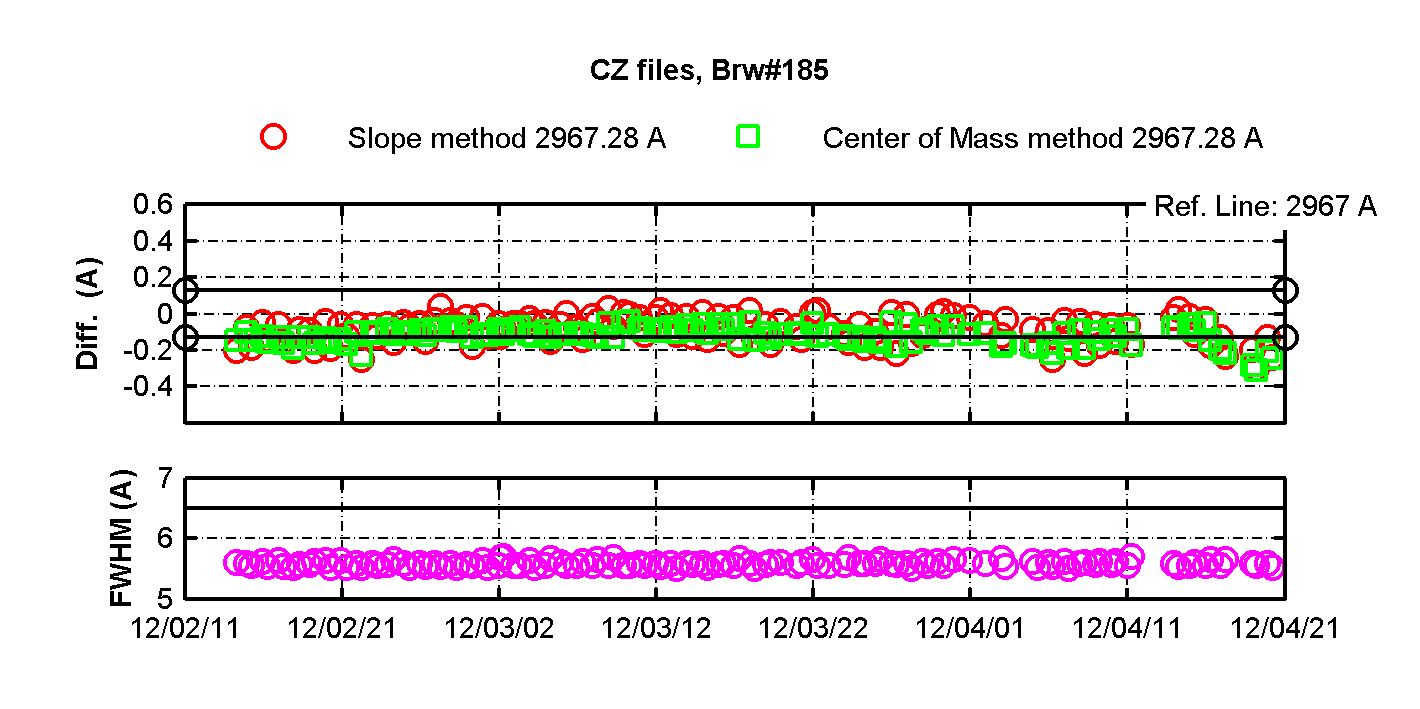 CZ files, Brw#185
Slope method 2967.28 A
Center of Mass method 2967.28 A
Ref. Line: 2967 A
Diff. (A)
0.6
0.4
0.2
0
-0.2
-0.4
FWHM (A)
7
6
5
12/02/11 12/02/21 12/03/02 12/03/12 12/03/22 12/04/01 12/04/11 12/04/21